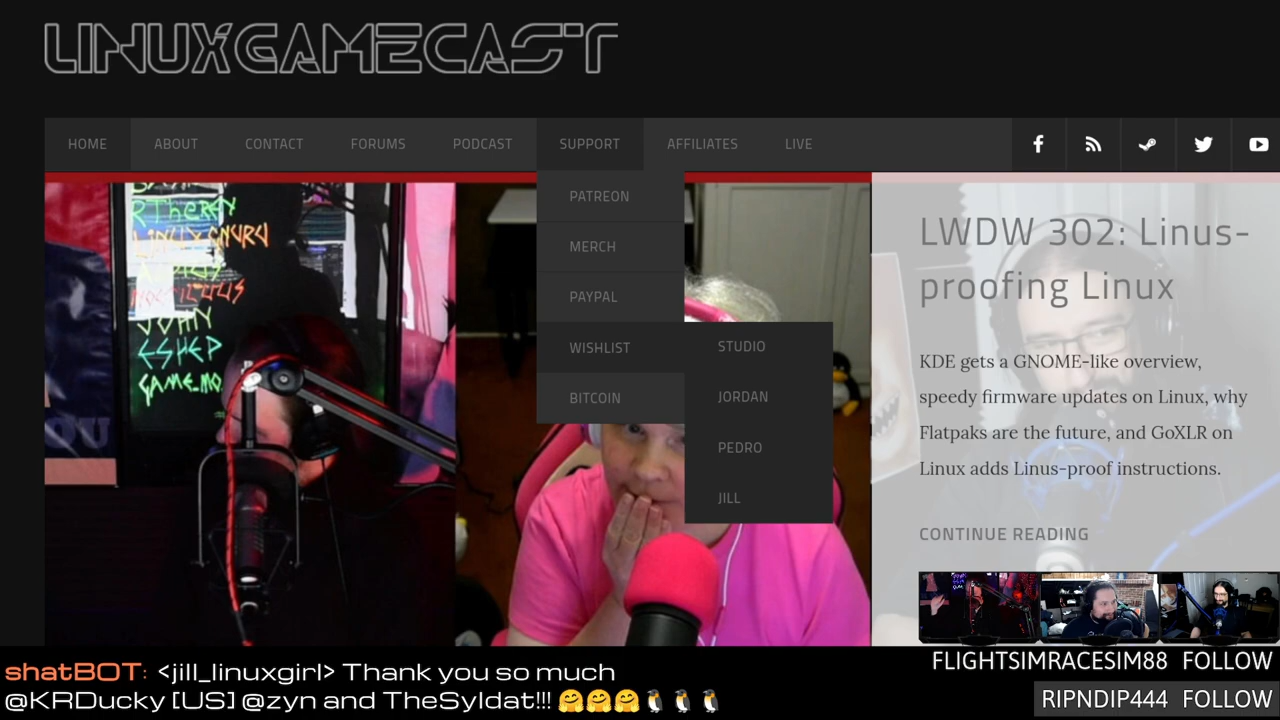 LINUXGAMECAST
HOME ABOUT CONTACT FORUMS PODCAST SUPPORT AFFILIATES LIVE
PATREON
MERCH
PAYPAL
WISHLIST
BITCOIN
STUDIO
JORDAN
PEDRO
JILL
JOHN
ESHEP
LWDW 302: Linus-
proofing Linux
KDE gets a GNOME-like overview,
speedy firmware updates on Linux, why
Flatpaks are the future, and GoXLR on
Linux adds Linus-proof instructions.
CONTINUE READING
shatBOT: <jill_linuxgirl> Thank you so much
@KRDucky [US] @zyn and TheSyldat!!! 🤗🤗🤗🐧🐧🐧
FLIGHTSIMRACESIM88 FOLLOW
RIPNDIP444 FOLLOW